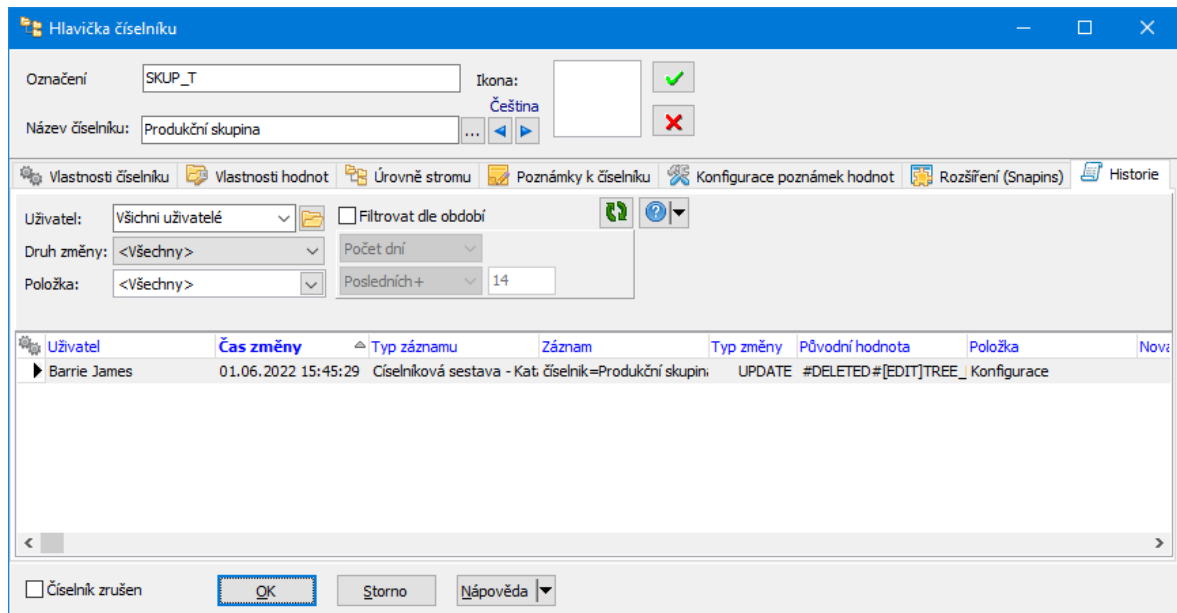 Hlavička číselníku
Označení SKUP_T Ikona:
Čeština
Název číselníku: Produkční skupina ...
Vlastnosti číselníku Vlastnosti hodnot Úrovně stromu Poznámky k číselníku Konfigurace poznámek hodnot Rozšíření (Snapins) Historie
Uživatel: Všichni uživatelé Filtrovat dle období
Druh změny: <Všechny> Počet dní
Položka: <Všechny> Posledních+ 14
Uživatel Čas změny Typ záznamu Záznam Typ změny Původní hodnota Položka Nová
Barrie James 01.06.2022 15:45:29 Číselníková sestava - Kata číselnik=Produkční skupina UPDATE #DELETED#[EDIT]TREE_ Konfigurace
Číselník zrušen OK Storno Nápověda